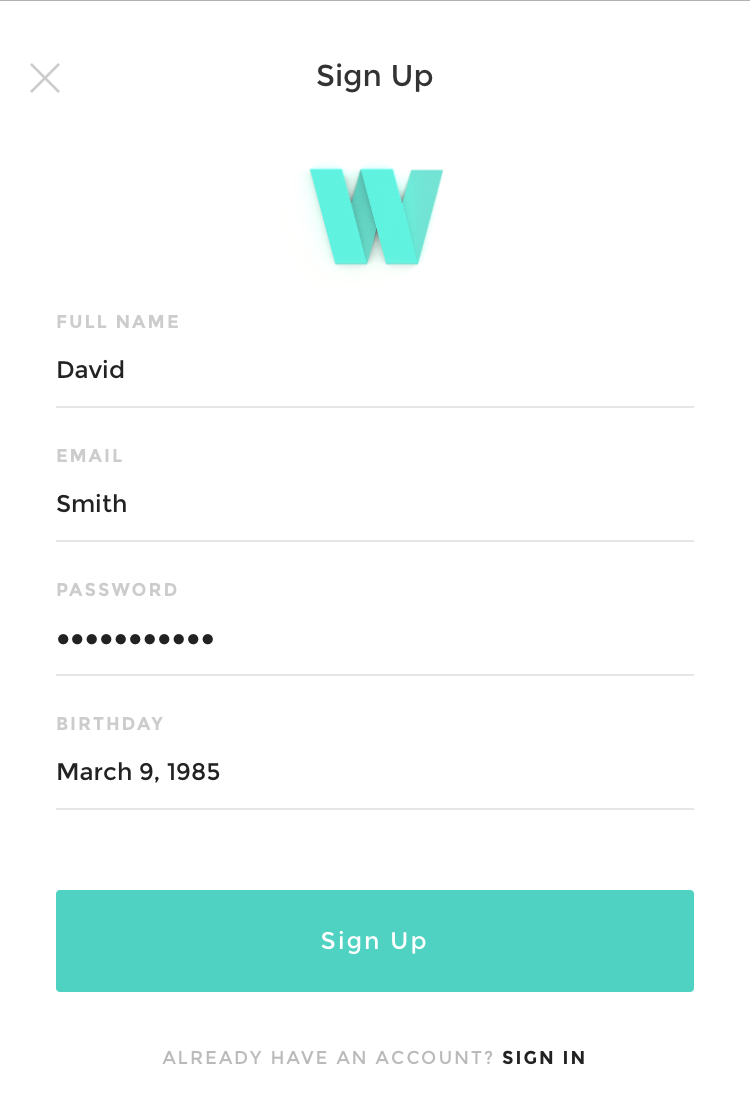 Sign Up
W
FULL NAME
David
EMAIL
Smith
PASSWORD
•••••••••••
BIRTHDAY
March 9, 1985
Sign Up
ALREADY HAVE AN ACCOUNT? SIGN IN